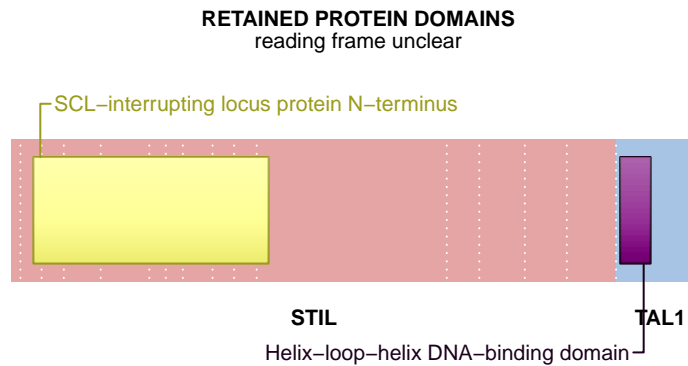 RETAINED PROTEIN DOMAINS
reading frame unclear
SCL−interrupting locus protein N−terminus
STIL
TAL1
Helix−loop−helix DNA−binding domain